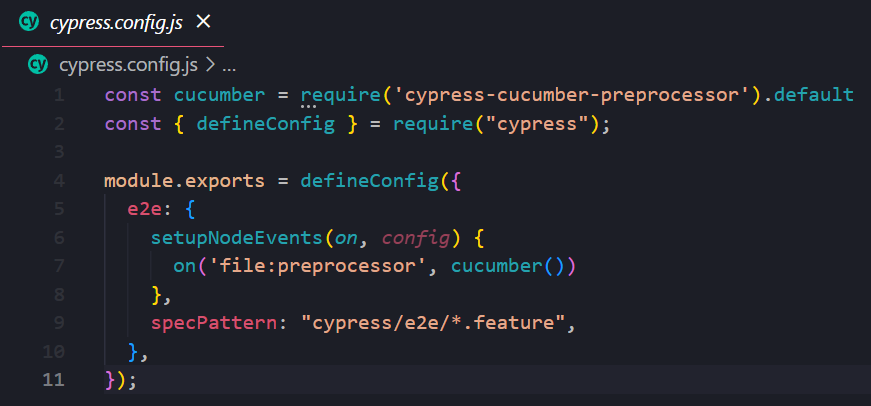 cypress.config.js ×
cypress.config.js > ...
1 const cucumber = require('cypress-cucumber-preprocessor').default
2 const { defineConfig } = require("cypress");
3
4 module.exports = defineConfig({
5   e2e: {
6     setupNodeEvents(on, config) {
7       on('file:preprocessor', cucumber())
8     },
9     specPattern: "cypress/e2e/*.feature",
10   },
11 });